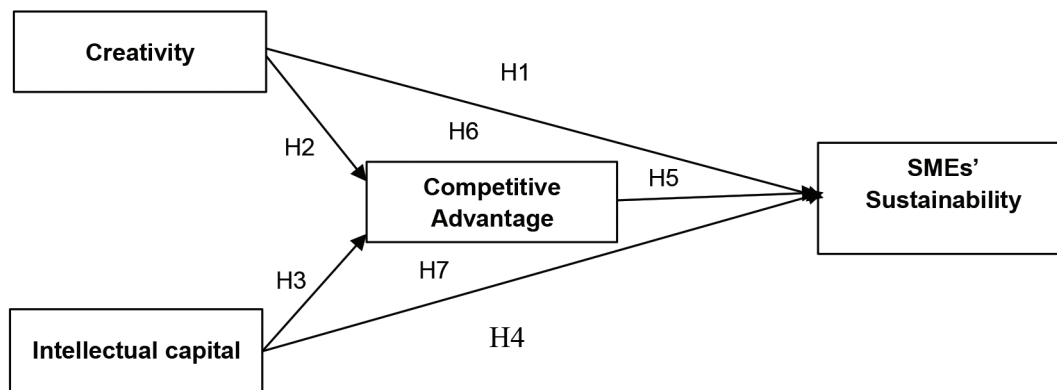 Creativity
H1
H6
H2
SMEs’
Sustainability
Competitive
Advantage
H5
H3
H7
H4
Intellectual capital